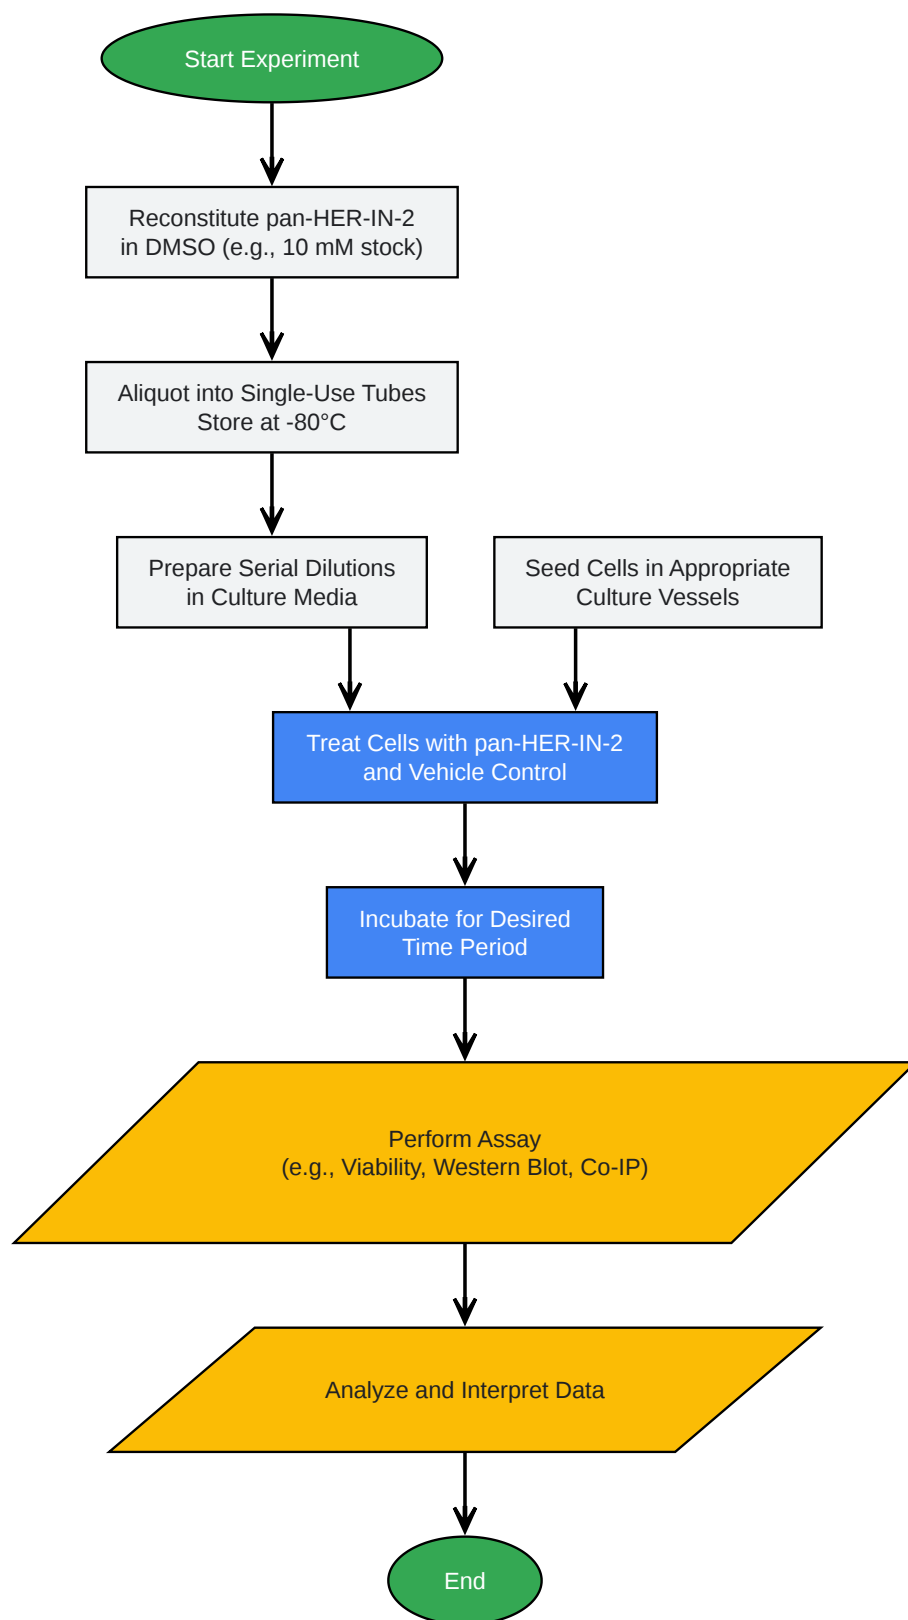 Start Experiment
Reconstitute pan-HER-IN-2
in DMSO (e.g., 10 mM stock)
Aliquot into Single-Use Tubes
Store at -80°C
Prepare Serial Dilutions
in Culture Media
Seed Cells in Appropriate
Culture Vessels
Treat Cells with pan-HER-IN-2
and Vehicle Control
Incubate for Desired
Time Period
Perform Assay
(e.g., Viability, Western Blot, Co-IP)
Analyze and Interpret Data
End